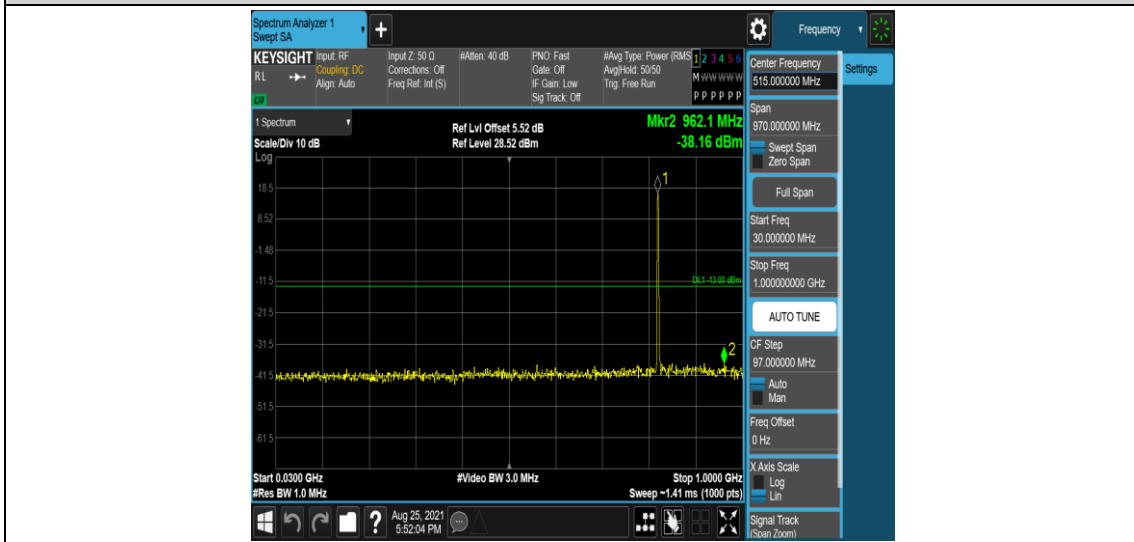 Spectrum Analyzer 1
Swept SA
+
Frequency
KEYSIGHT
RL
Input: RF
Coupling: DC
Align: Auto
Input Z: 50 Ω
Corrections: Off
Freq Ref: Int (S)
#Atten: 40 dB
PNO: Fast
Gate: Off
IF Gain: Low
Sig Track: Off
#Avg Type: Power (RMS
Avg|Hold: 50/50
Trig: Free Run
1 2 3 4 5 6
M W W W W W
P P P P P P
1 Spectrum
Scale/Div 10 dB
Log
Ref Lvl Offset 5.52 dB
Ref Level 28.52 dBm
Mkr2 962.1 MHz
-38.16 dBm
18.5
8.52
-1.48
-11.5
-21.5
-31.5
-41.5
-51.5
-61.5
1
DL1 -13.00 dBm
2
Start 0.0300 GHz
#Res BW 1.0 MHz
#Video BW 3.0 MHz
Stop 1.0000 GHz
Sweep ~1.41 ms (1000 pts)
?
Aug 25, 2021
5:52:04 PM
Center Frequency
515.000000 MHz
Settings
Span
970.000000 MHz
Swept Span
Zero Span
Full Span
Start Freq
30.000000 MHz
Stop Freq
1.000000000 GHz
AUTO TUNE
CF Step
97.000000 MHz
Auto
Man
Freq Offset
0 Hz
X Axis Scale
Log
Lin
Signal Track
(Span Zoom)